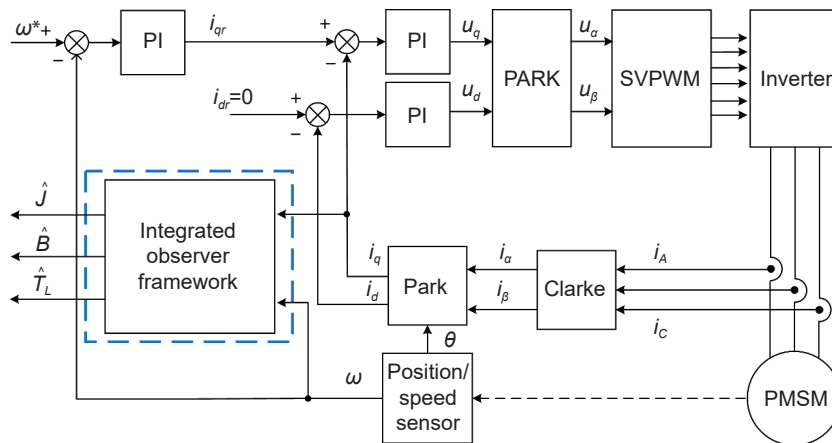 ω*+
−
PI
i_qr
+
−
PI
u_q
PARK
u_α
SVPWM
Inverter
i_dr=0
+
−
PI
u_d
u_β
Ĵ
B̂
T̂_L
Integrated
observer
framework
i_q
i_d
Park
i_α
i_β
Clarke
i_A
i_C
θ
ω
Position/
speed
sensor
PMSM